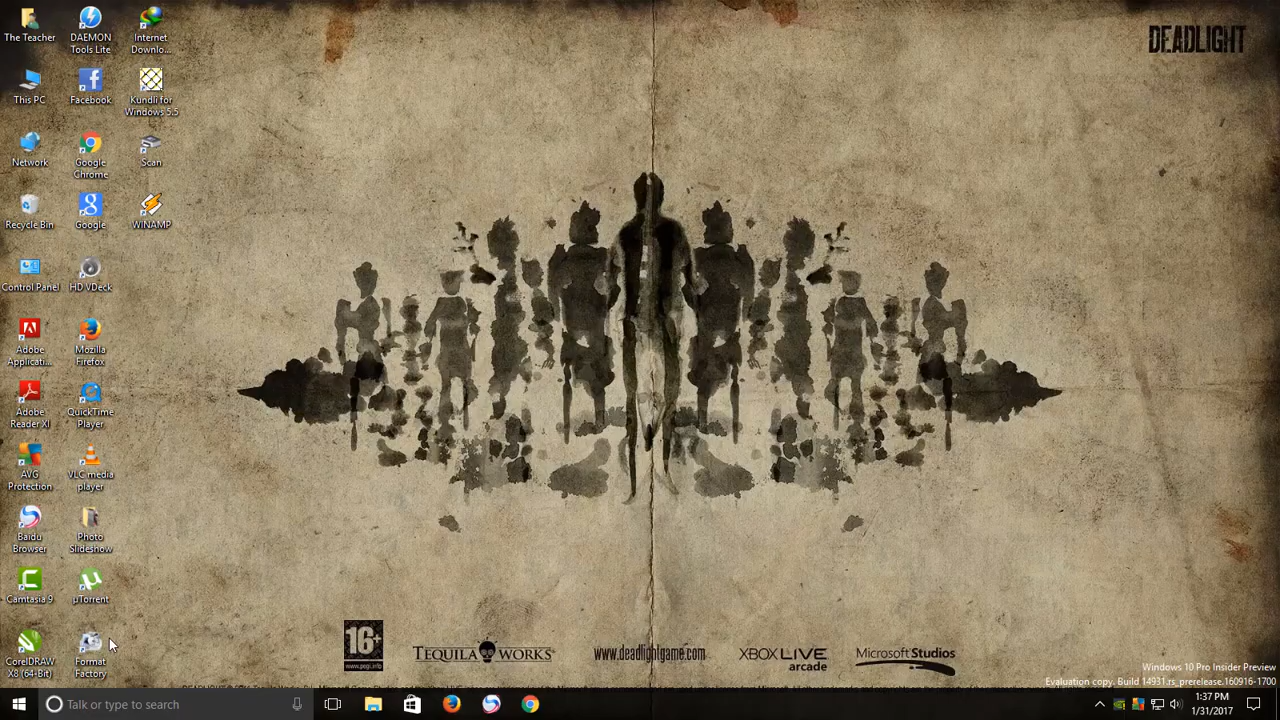 The Teacher
DAEMON
Tools Lite
Internet
Downlo...
This PC
Facebook
Kundli for
Windows 5.5
Network
Google
Chrome
Scan
Recycle Bin
Google
WINAMP
Control Panel
HD VDeck
Adobe
Applicati...
Mozilla
Firefox
Adobe
Reader XI
QuickTime
Player
AVG
Protection
VLC media
player
Baidu
Browser
Photo
Slideshow
Camtasia 9
µTorrent
CorelDRAW
X8 (64-Bit)
Format
Factory
DEADLIGHT
16+
www.pegi.info
TEQUILA WORKS
www.deadlightgame.com
XBOX LIVE
arcade
Microsoft Studios
Windows 10 Pro Insider Preview
Evaluation copy. Build 14931.rs_prerelease.160916-1700
Talk or type to search
1:37 PM
1/31/2017